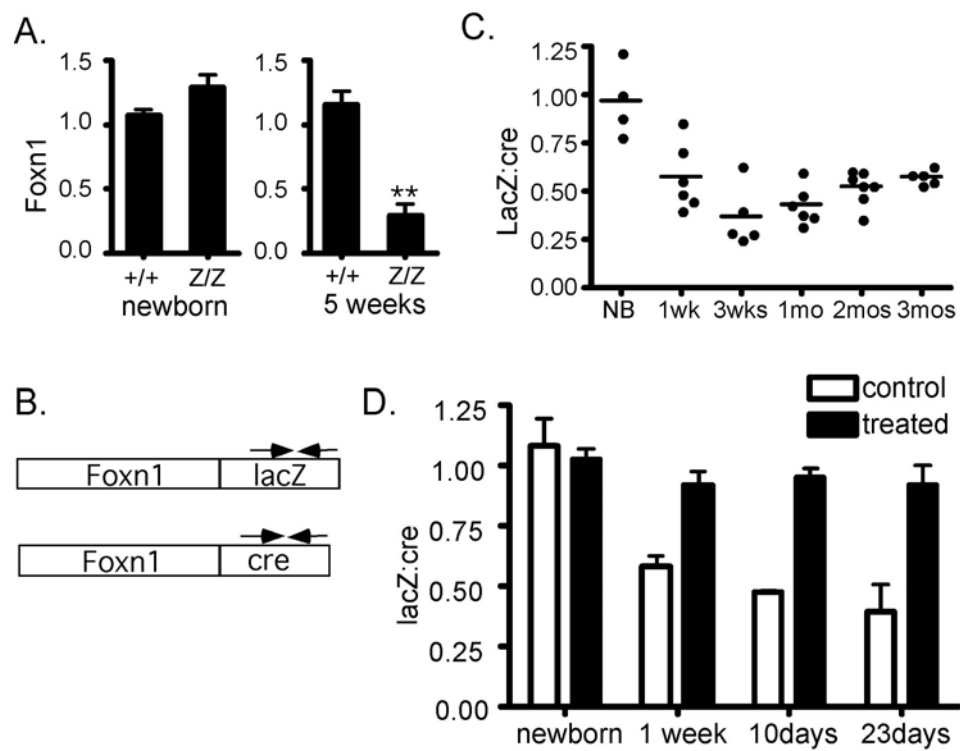 A.
Foxn1
1.5
1.0
0.5
0.0
+/+ Z/Z
newborn
1.5
1.0
0.5
0.0
**
+/+ Z/Z
5 weeks
B.
Foxn1 lacZ
Foxn1 cre
C.
LacZ:cre
1.25
1.00
0.75
0.50
0.25
0.00
NB 1wk 3wks 1mo 2mos 3mos
D.
control
treated
lacZ:cre
1.25
1.00
0.75
0.50
0.25
0.00
newborn 1 week 10days 23days